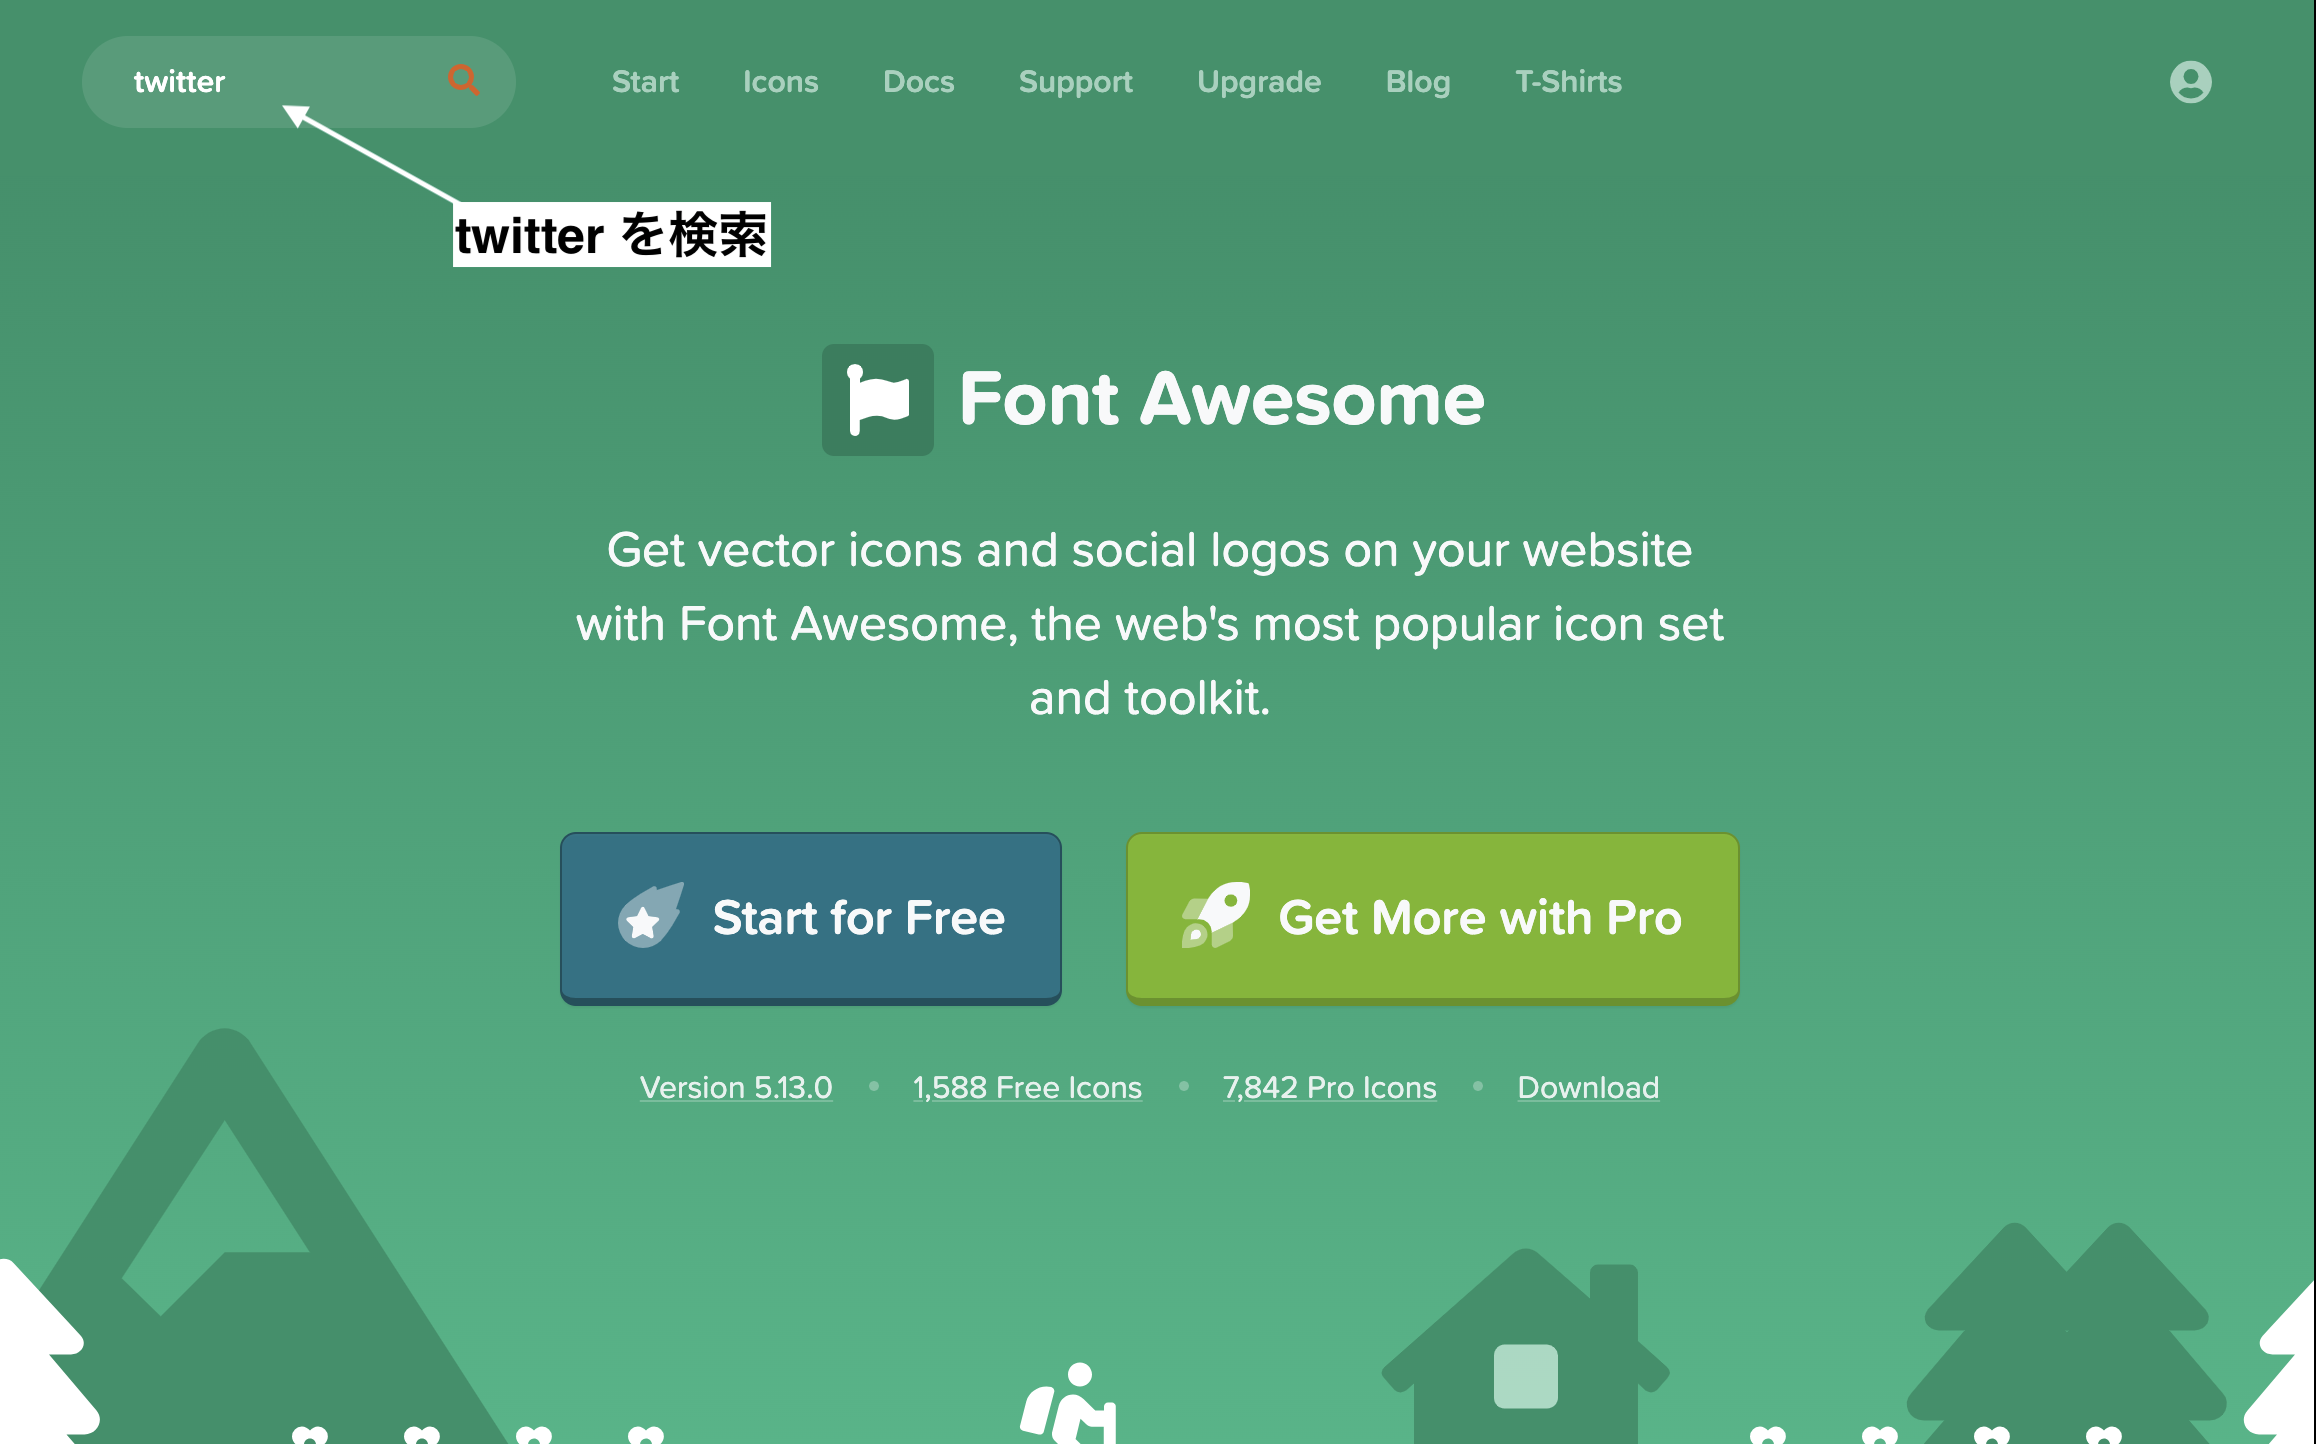 twitter
Start Icons Docs Support Upgrade Blog T-Shirts
twitter を検索
Font Awesome
Get vector icons and social logos on your website
with Font Awesome, the web's most popular icon set
and toolkit.
Start for Free
Get More with Pro
Version 5.13.0 • 1,588 Free Icons • 7,842 Pro Icons • Download